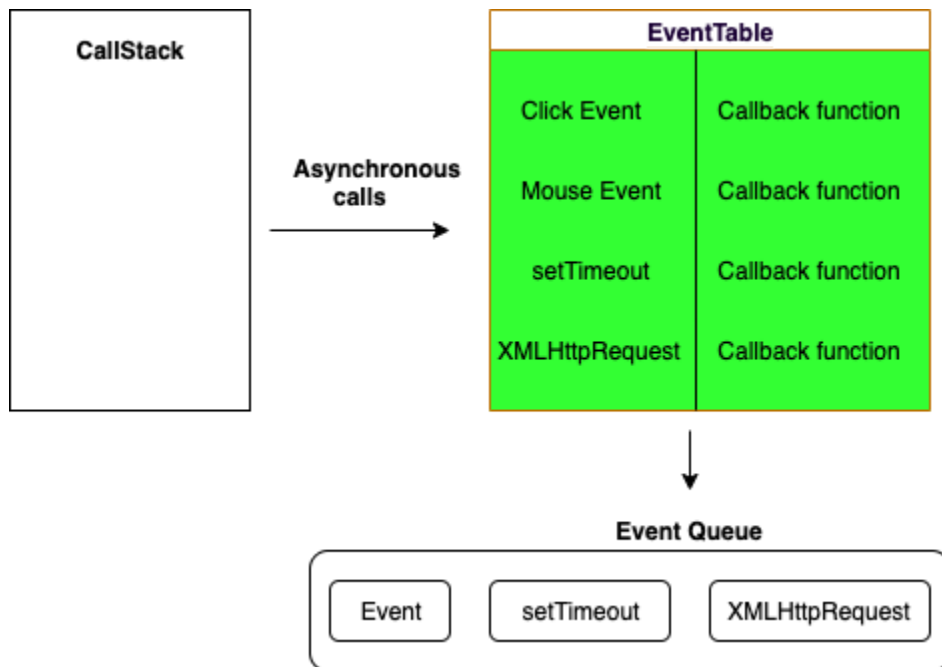 CallStack
Asynchronous
calls
EventTable
Click Event Callback function
Mouse Event Callback function
setTimeout Callback function
XMLHttpRequest Callback function
Event Queue
Event setTimeout XMLHttpRequest